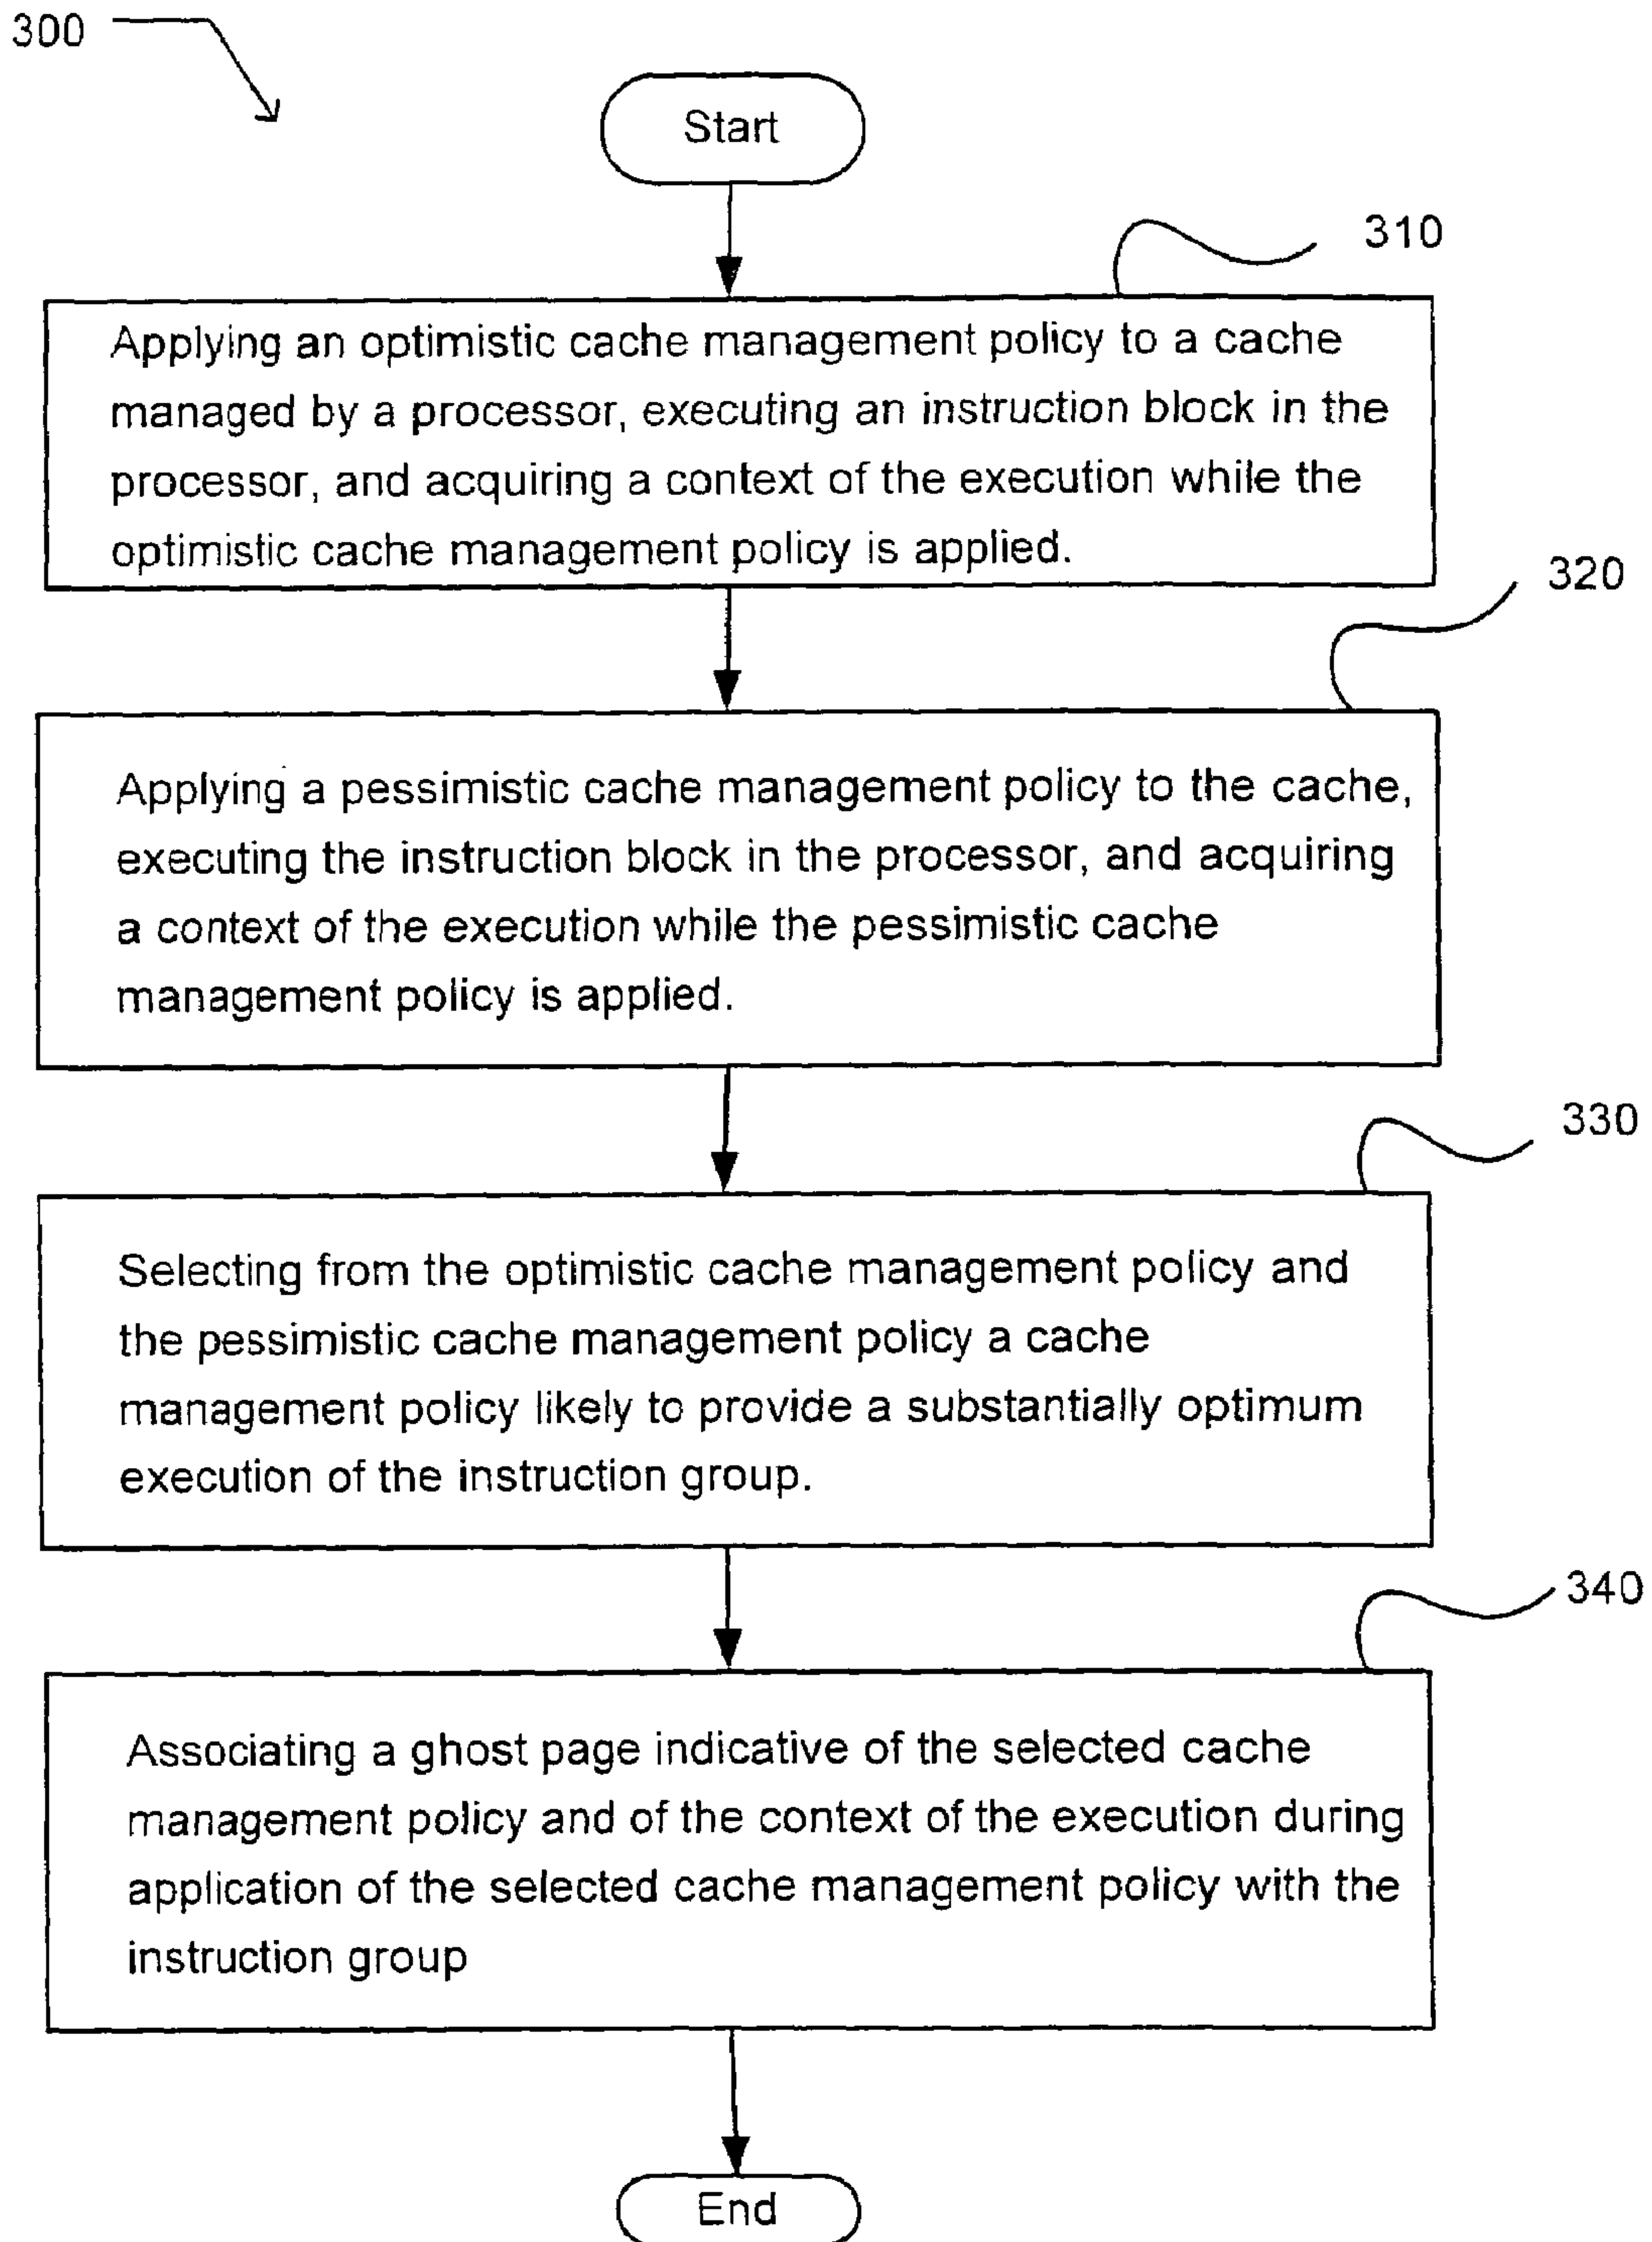 300
Start
310
Applying an optimistic cache management policy to a cache
managed by a processor, executing an instruction block in the
processor, and acquiring a context of the execution while the
optimistic cache management policy is applied.
320
Applying a pessimistic cache management policy to the cache,
executing the instruction block in the processor, and acquiring
a context of the execution while the pessimistic cache
management policy is applied.
330
Selecting from the optimistic cache management policy and
the pessimistic cache management policy a cache
management policy likely to provide a substantially optimum
execution of the instruction group.
340
Associating a ghost page indicative of the selected cache
management policy and of the context of the execution during
application of the selected cache management policy with the
instruction group
End